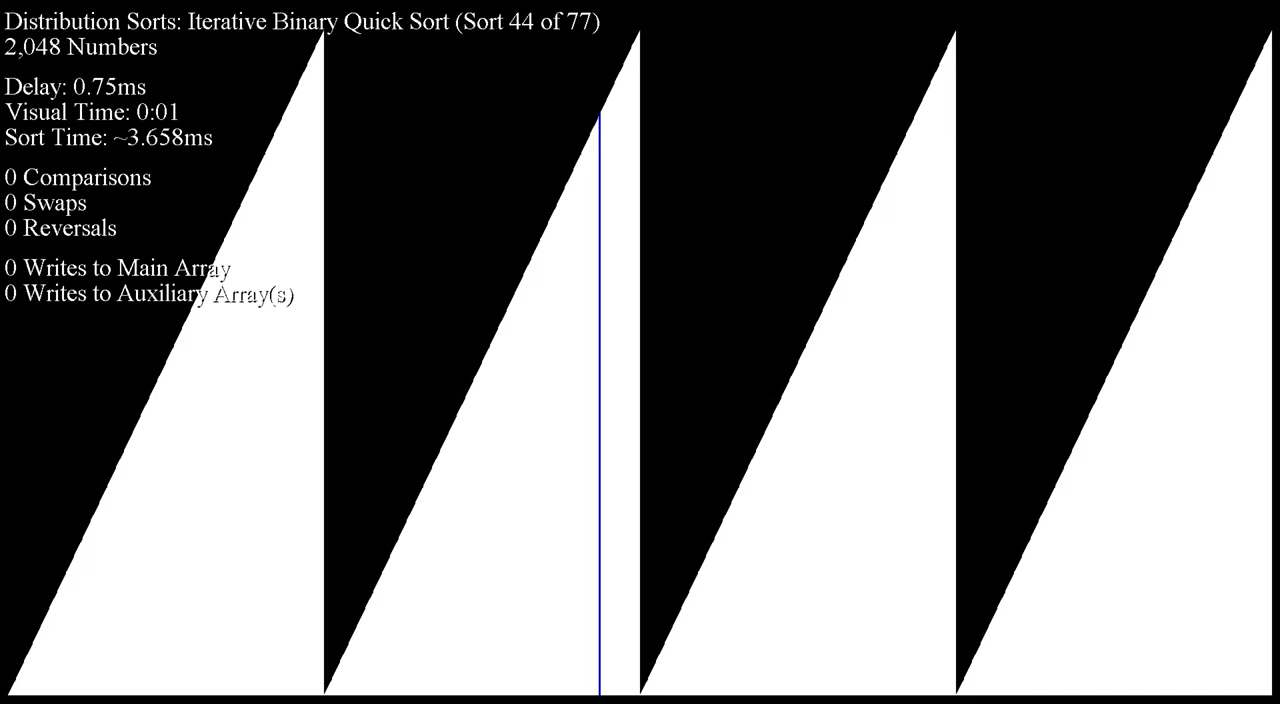 Distribution Sorts: Iterative Binary Quick Sort (Sort 44 of 77)
2,048 Numbers
Delay: 0.75ms
Visual Time: 0:01
Sort Time: ~3.658ms
0 Comparisons
0 Swaps
0 Reversals
0 Writes to Main Array
0 Writes to Auxiliary Array(s)